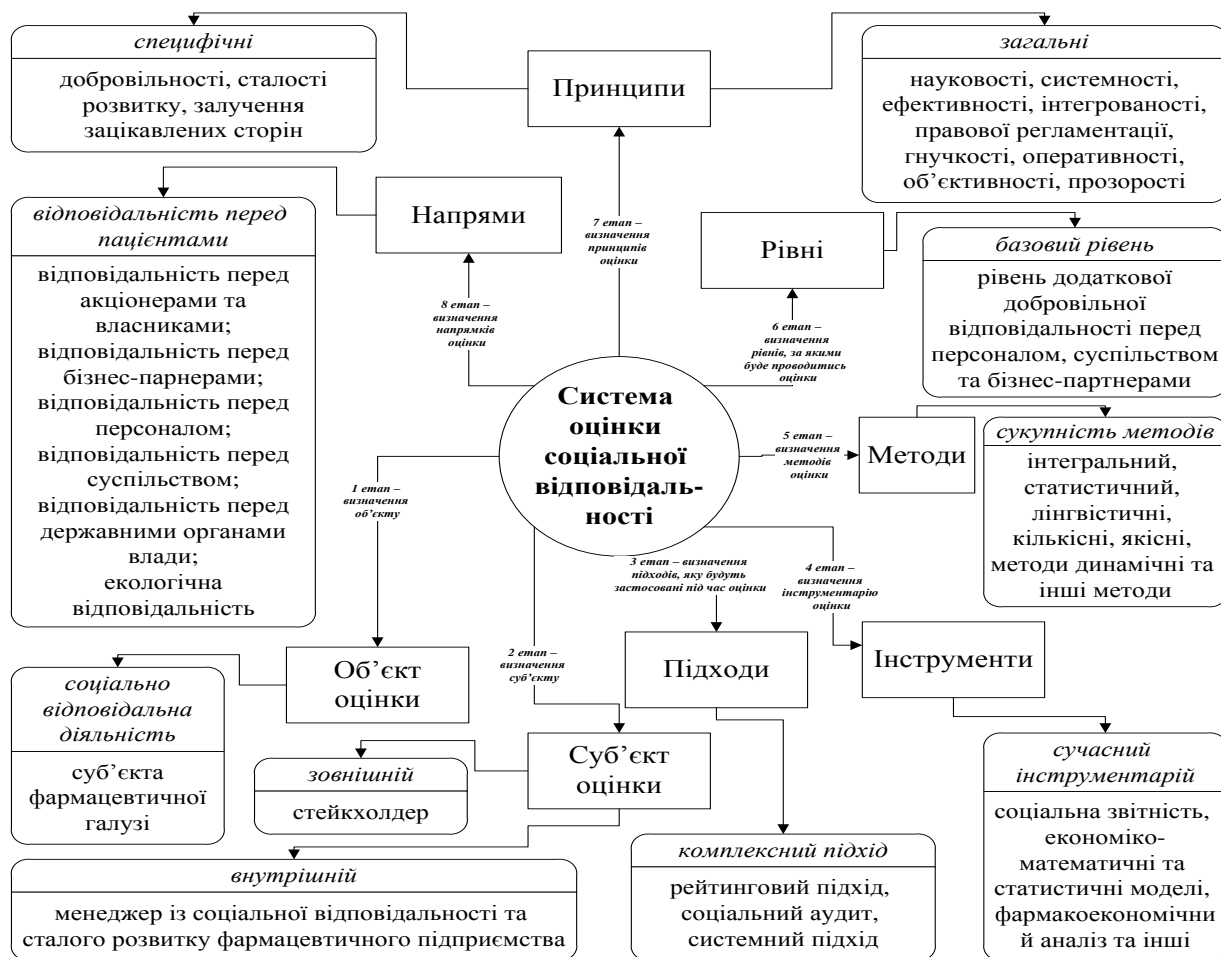 специфічні
добровільності, сталості
розвитку, залучення
зацікавлених сторін
Принципи
загальні
науковості, системності,
ефективності, інтегрованості,
правової регламентації,
гнучкості, оперативності,
об’єктивності, прозорості
Напрями
7 етап –
визначення
принципів
оцінки
Рівні
відповідальність перед
пацієнтами
відповідальність перед
акціонерами та
власниками;
відповідальність перед
бізнес-парнерами;
відповідальність перед
персоналом;
відповідальність перед
суспільством;
відповідальність перед
державними органами
влади;
екологічна
відповідальність
8 етап –
визначення
напрямків
оцінки
6 етап –
визначення
рівнів, за якими
буде проводитись
оцінки
базовий рівень
рівень додаткової
добровільної
відповідальності перед
персоналом, суспільством
та бізнес-партнерами
Система
оцінки
соціальної
відповідаль-
ності
5 етап –
визначення
методів
оцінки
Методи
сукупність методів
інтегральний,
статистичний,
лінгвістичні,
кількісні, якісні,
методи динамічні та
інші методи
1 етап –
визначення
об’єкту
3 етап – визначення
підходів, яку будуть
застосовані під час оцінки
4 етап –
визначення
інструментарію
оцінки
2 етап –
визначення
суб’єкту
Об’єкт
оцінки
Підходи
Інструменти
соціально
відповідальна
діяльність
суб’єкта
фармацевтичної
галузі
зовнішній
стейкхолдер
Суб’єкт
оцінки
сучасний
інструментарій
соціальна звітність,
економіко-
математичні та
статистичні моделі,
фармакоекономічни
й аналіз та інші
внутрішній
менеджер із соціальної відповідальності та
сталого розвитку фармацевтичного підприємства
комплексний підхід
рейтинговий підхід,
соціальний аудит,
системний підхід